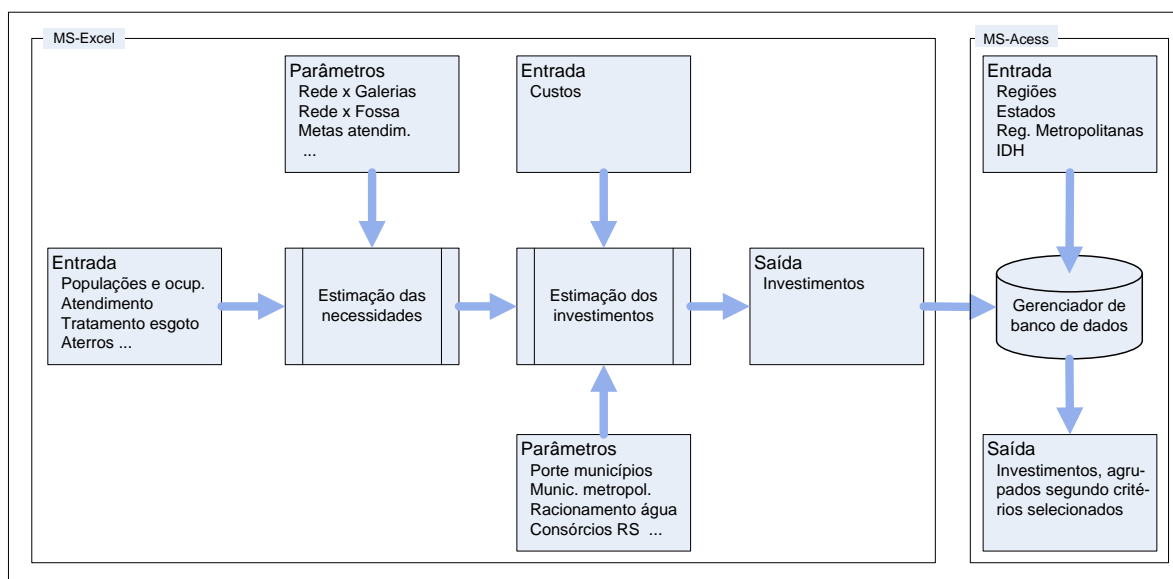 MS-Excel
Parâmetros
Rede x Galerias
Rede x Fossa
Metas atendim.
...
Entrada
Custos
Entrada
Populações e ocup.
Atendimento
Tratamento esgoto
Aterros ...
Estimação das
necessidades
Estimação dos
investimentos
Saída
Investimentos
Parâmetros
Porte municípios
Munic. metropol.
Racionamento água
Consórcios RS ...
MS-Acess
Entrada
Regiões
Estados
Reg. Metropolitanas
IDH
Gerenciador de
banco de dados
Saída
Investimentos, agru-
pados segundo crité-
rios selecionados